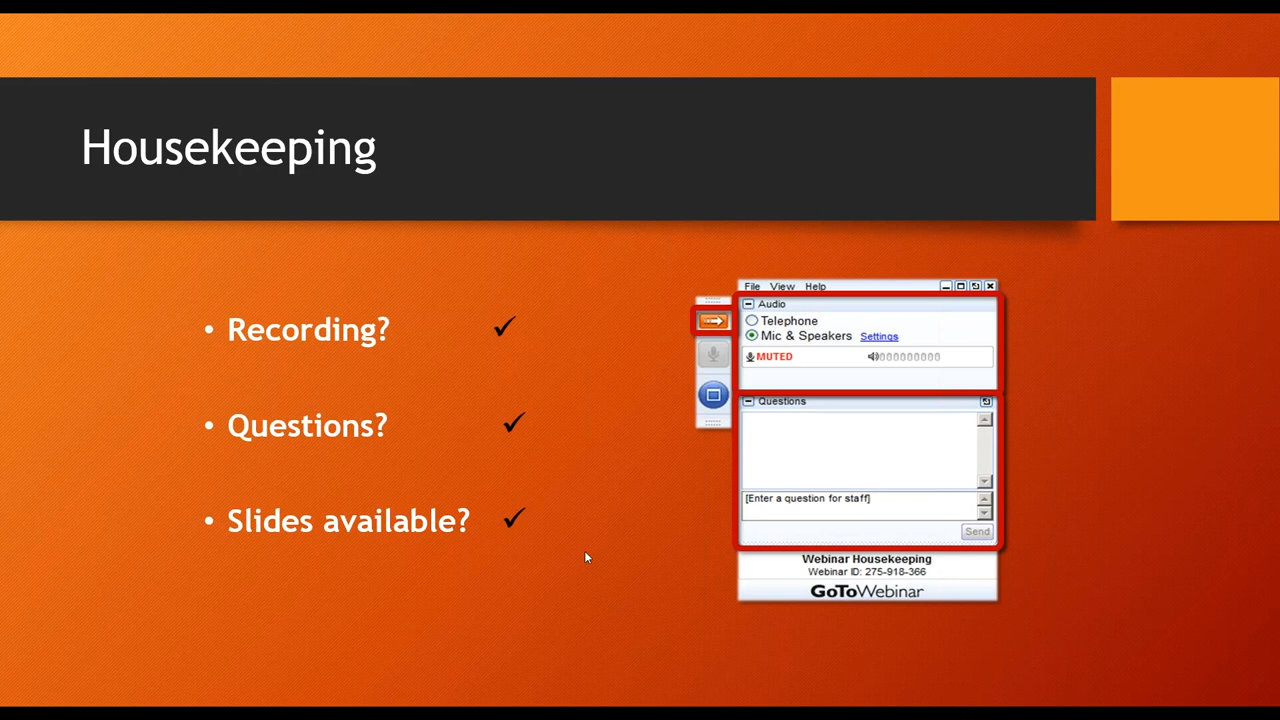 Housekeeping
• Recording? ✓
• Questions? ✓
• Slides available? ✓
File View Help
Audio
Telephone
Mic & Speakers Settings
MUTED 000000000
Questions
[Enter a question for staff]
Send
Webinar Housekeeping
Webinar ID: 275-918-366
GoToWebinar